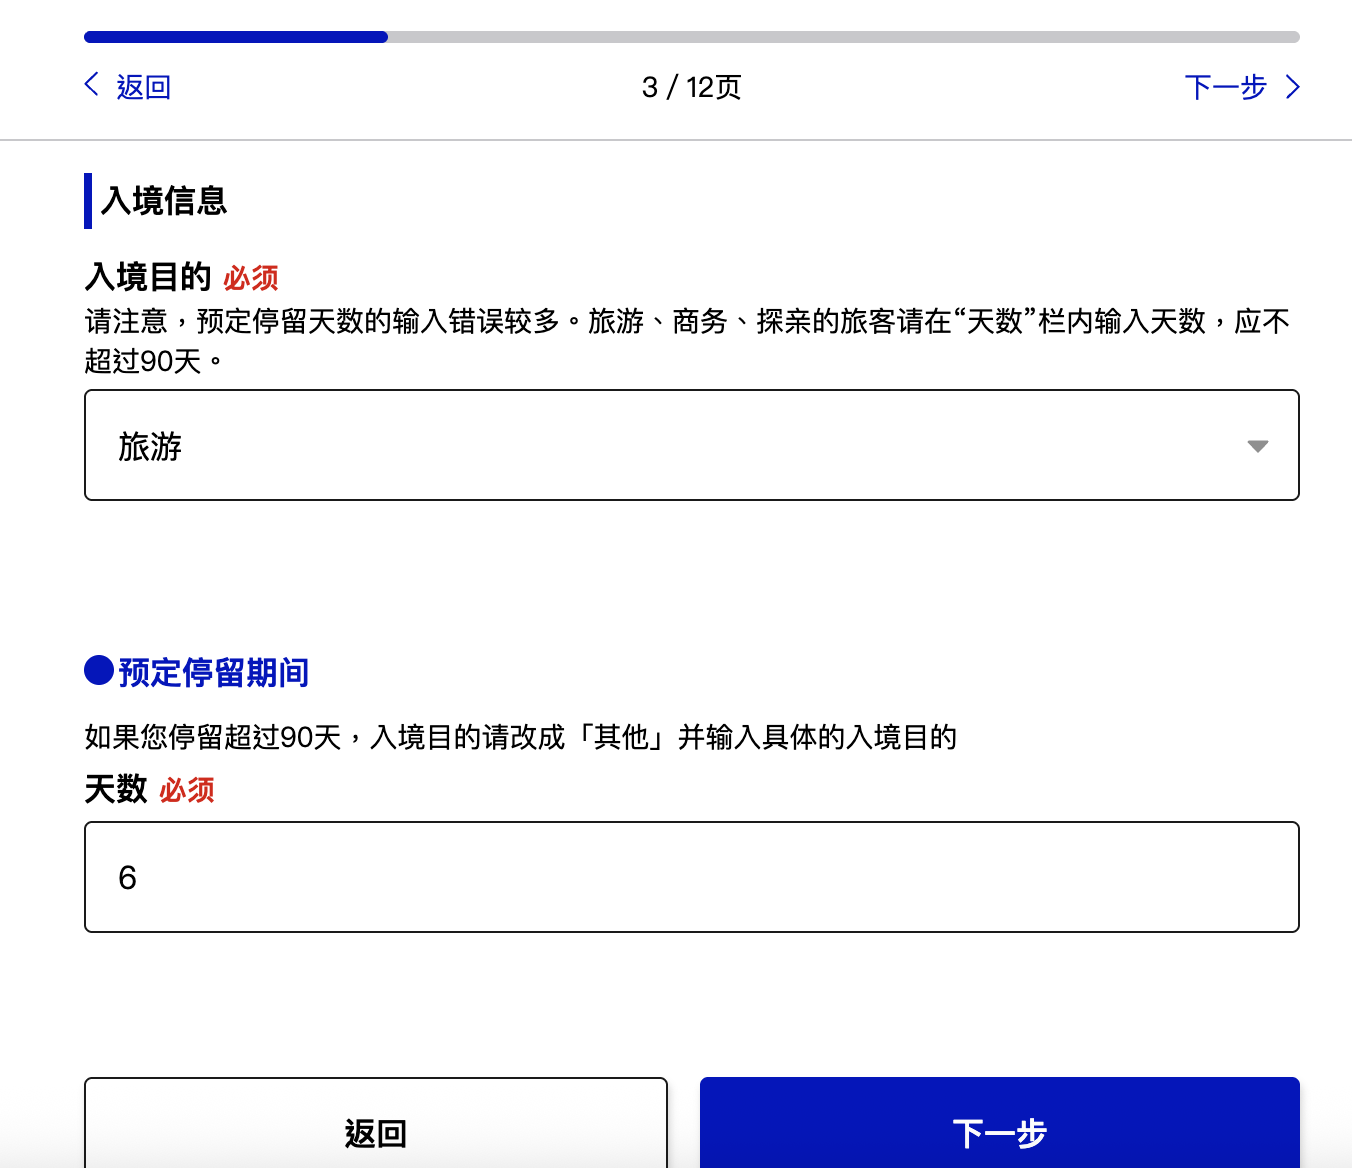 返回
3 / 12页
下一步
入境信息
入境目的 必须
请注意，预定停留天数的输入错误较多。旅游、商务、探亲的旅客请在“天数”栏内输入天数，应不
超过90天。
旅游
●预定停留期间
如果您停留超过90天，入境目的请改成「其他」并输入具体的入境目的
天数 必须
6
返回
下一步